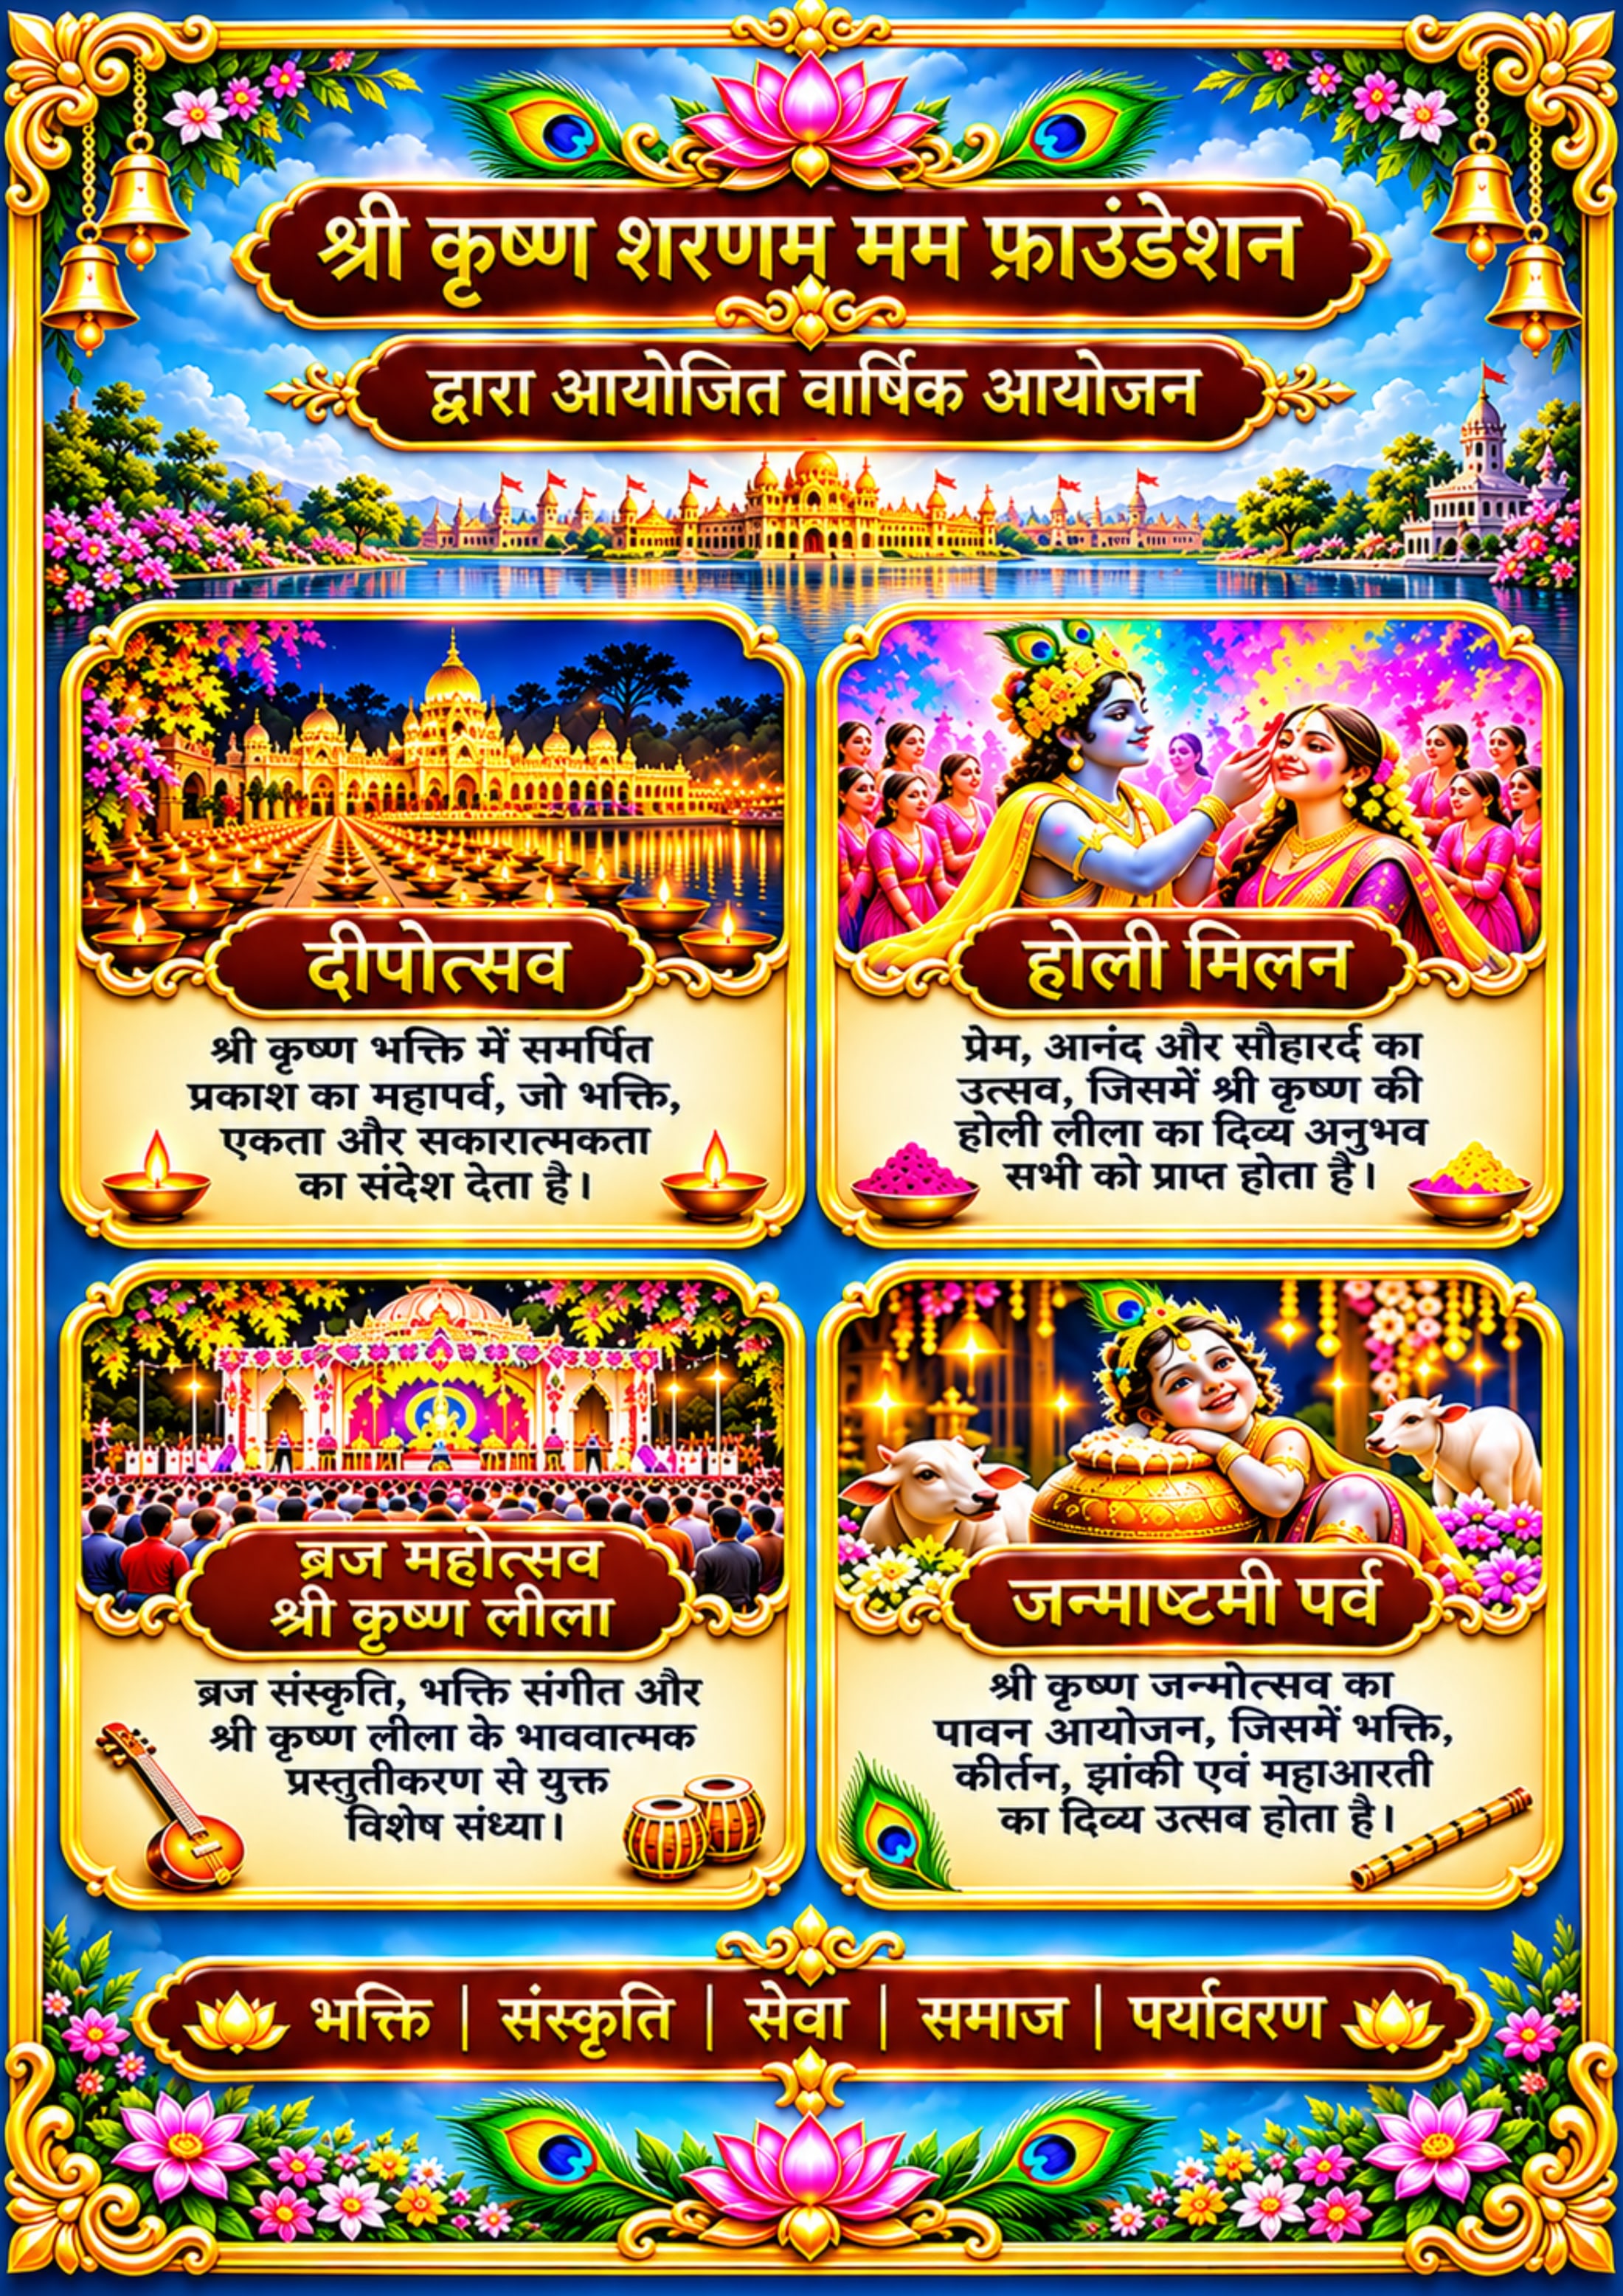 श्री कृष्ण शरणम् मम फ़ाउंडेशन
द्वारा आयोजित वार्षिक आयोजन
दीपोत्सव
श्री कृष्ण भक्ति में समर्पित
प्रकाश का महापर्व, जो भक्ति,
एकता और सकारात्मकता
का संदेश देता है।
होली मिलन
प्रेम, आनंद और सौहारर्द का
उत्सव, जिसमें श्री कृष्ण की
होली लीला का दिव्य अनुभव
सभी को प्राप्त होता है।
ब्रज महोत्सव
श्री कृष्ण लीला
ब्रज संस्कृति, भक्ति संगीत और
श्री कृष्ण लीला के भाववात्मक
प्रस्तुतीकरण से युक्त
विशेष संध्या।
जन्माष्टमी पर्व
श्री कृष्ण जन्मोत्सव का
पावन आयोजन, जिसमें भक्ति,
कीर्तन, झांकी एवं महाआरती
का दिव्य उत्सव होता है।
भक्ति | संस्कृति | सेवा | समाज | पर्यावरण